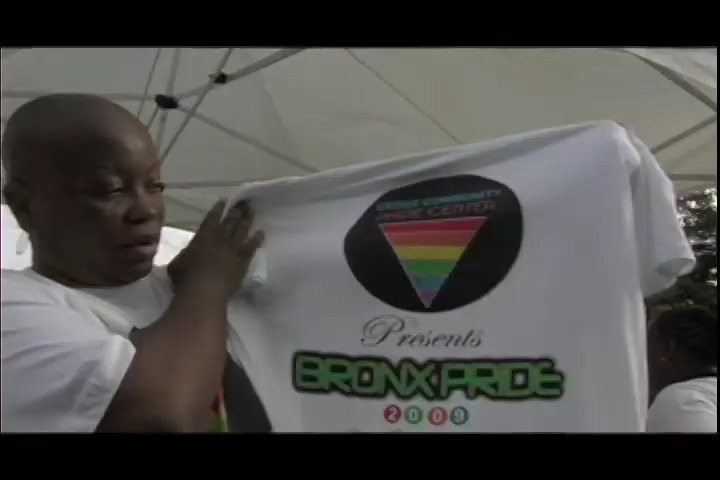 BRONX COMMUNITY
PRIDE CENTER
Presents
BRONX PRIDE
2009